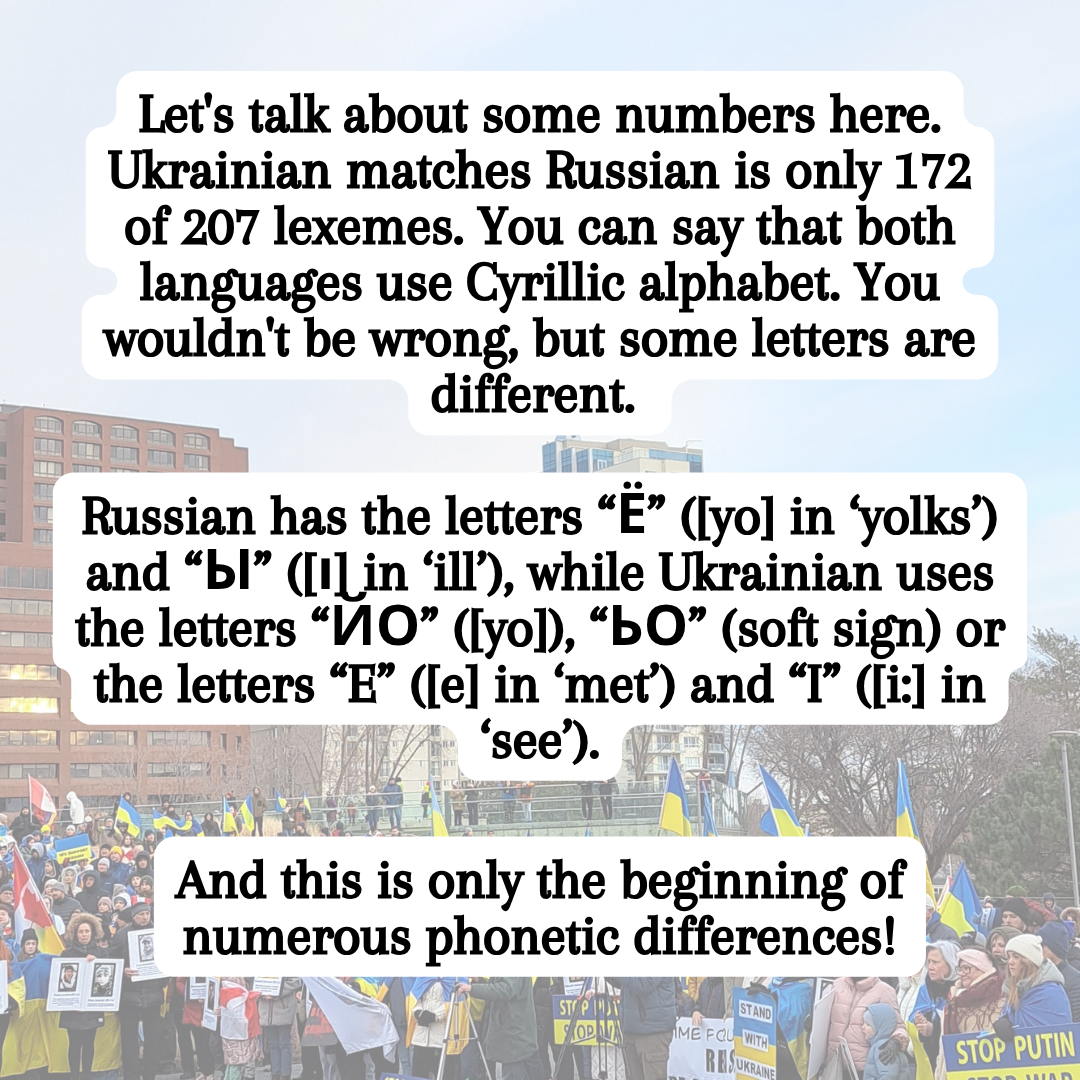 Let's talk about some numbers here.
Ukrainian matches Russian is only 172
of 207 lexemes. You can say that both
languages use Cyrillic alphabet. You
wouldn't be wrong, but some letters are
different.
Russian has the letters “Ё” ([yo] in ‘yolks’)
and “Ы” ([ı] in ‘ill’), while Ukrainian uses
the letters “ЙО” ([yo]), “ЬО” (soft sign) or
the letters “Е” ([e] in ‘met’) and “І” ([i:] in
‘see’).
And this is only the beginning of
numerous phonetic differences!
STAND
WITH
UKRAINE
STOP PUTIN